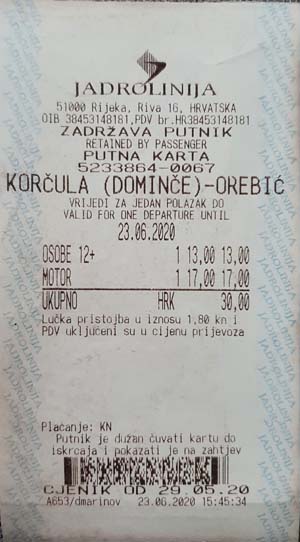 JADROLINIJA
51000 Rijeka, Riva 16, HRVATSKA
OIB 38453148181,PDV br.HR38453148181
ZADRŽAVA PUTNIK
RETAINED BY PASSENGER
PUTNA KARTA
5233864-0067
KORČULA (DOMINČE)-OREBIĆ
VRIJEDI ZA JEDAN POLAZAK DO
VALID FOR ONE DEPARTURE UNTIL
23.06.2020
OSOBE 12+ 1 13,00 13,00
MOTOR 1 17,00 17,00
UKUPNO HRK 30,00
Lučka pristojba u iznosu 1,80 kn i
PDV uključeni su u cijenu prijevoza
Plaćanje: KN
Putnik je dužan čuvati kartu do
iskrcaja i pokazati je na zahtjev
CJENIK OD 29.05.20
A653/dmarinov 23.06.2020 15:45:34